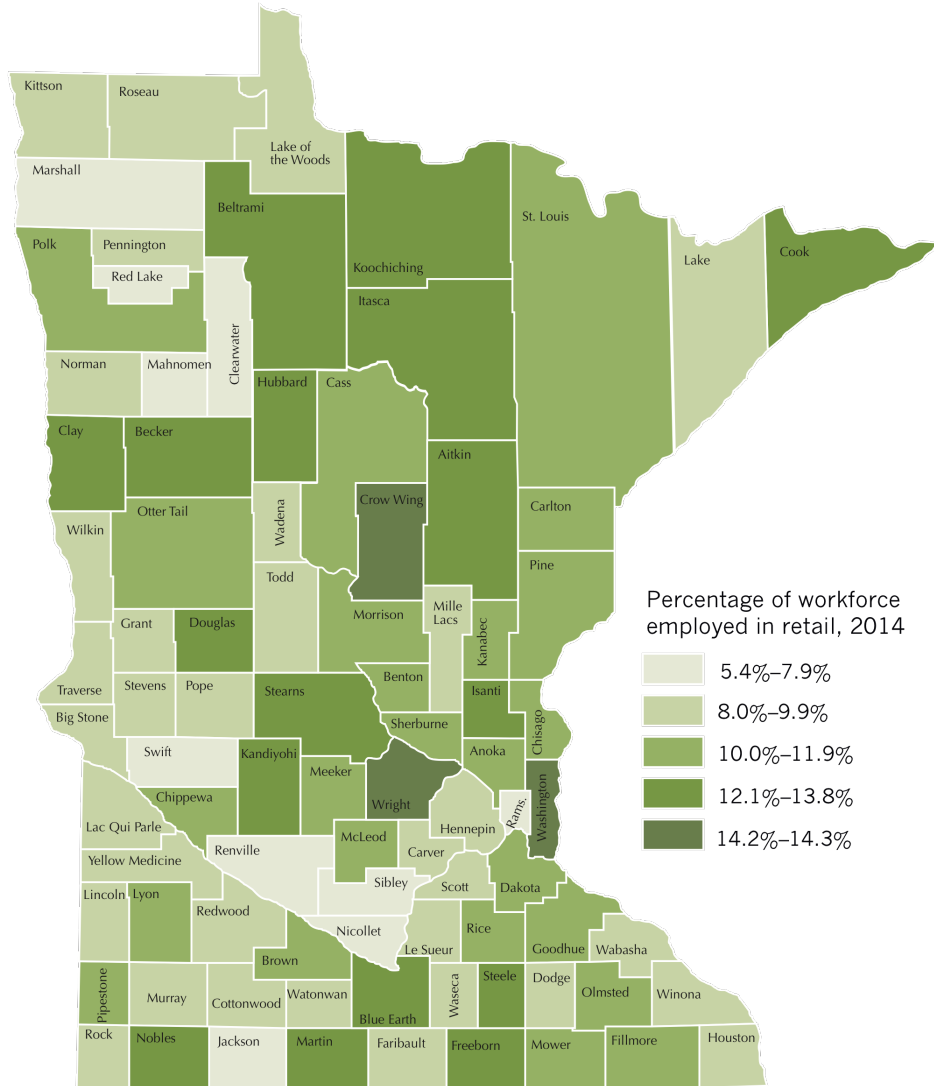 Kittson
Roseau
Lake of
the Woods
Marshall
Beltrami
Koochiching
St. Louis
Lake
Cook
Polk
Pennington
Red Lake
Itasca
Clearwater
Norman
Mahnomen
Hubbard
Cass
Clay
Becker
Aitkin
Crow Wing
Otter Tail
Wadena
Carlton
Wilkin
Pine
Todd
Morrison
Mille
Lacs
Kanabec
Grant
Douglas
Percentage of workforce
employed in retail, 2014
5.4%–7.9%
8.0%–9.9%
10.0%–11.9%
12.1%–13.8%
14.2%–14.3%
Traverse
Stevens
Pope
Stearns
Benton
Isanti
Big Stone
Sherburne
Chisago
Swift
Kandiyohi
Anoka
Meeker
Chippewa
Wright
Rams.
Washington
Lac Qui Parle
Hennepin
McLeod
Renville
Carver
Yellow Medicine
Sibley
Scott
Dakota
Lincoln
Lyon
Redwood
Nicollet
Le Sueur
Rice
Goodhue
Wabasha
Brown
Pipestone
Murray
Cottonwood
Watonwan
Blue Earth
Waseca
Steele
Dodge
Olmsted
Winona
Rock
Nobles
Jackson
Martin
Faribault
Freeborn
Mower
Fillmore
Houston